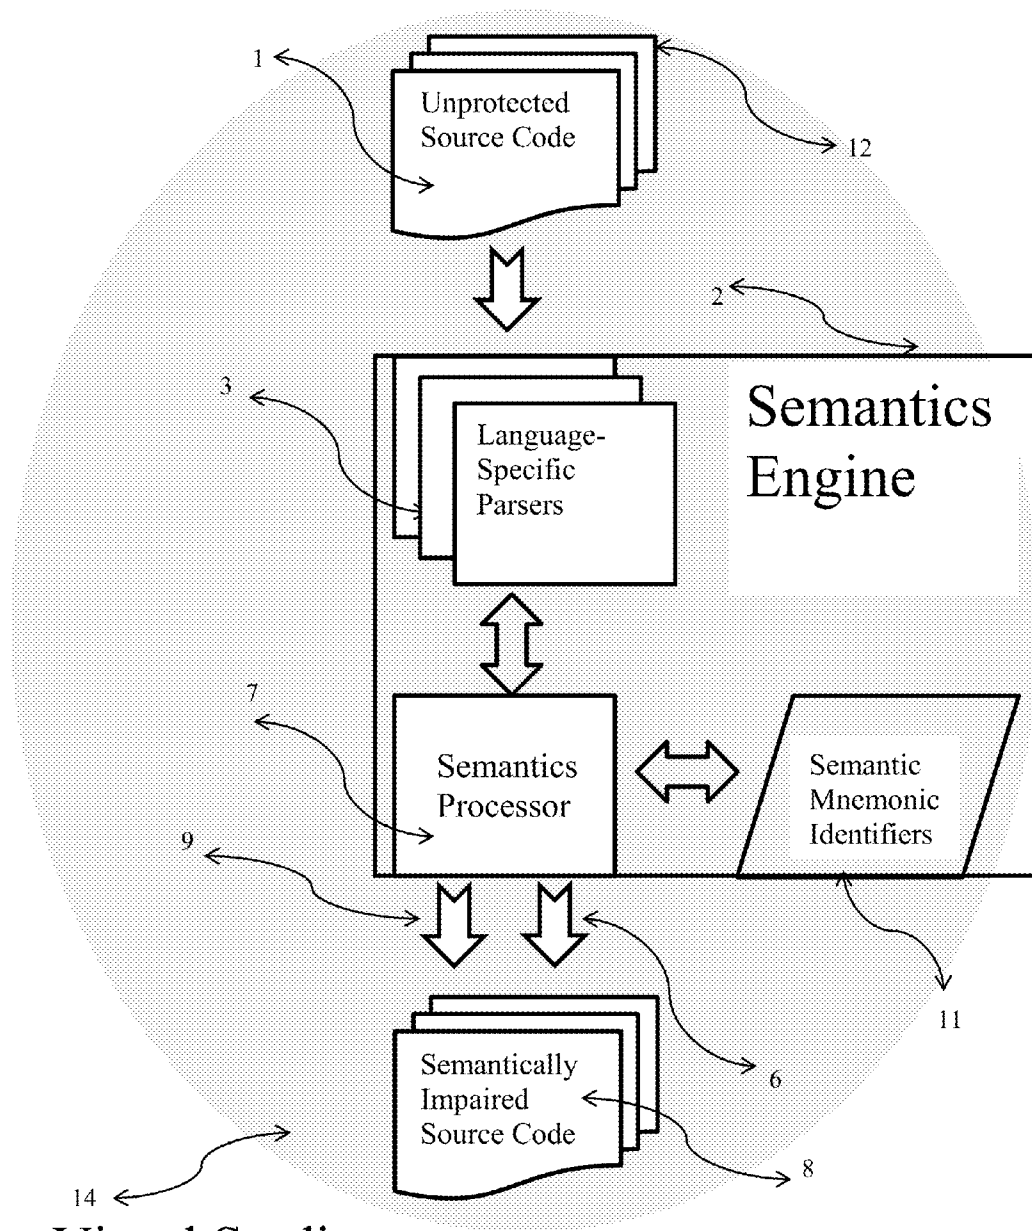 1
Unprotected
Source Code
12
2
3
Semantics
Engine
Language-
Specific
Parsers
7
Semantics
Processor
Semantic
Mnemonic
Identifiers
9
11
6
Semantically
Impaired
Source Code
8
14